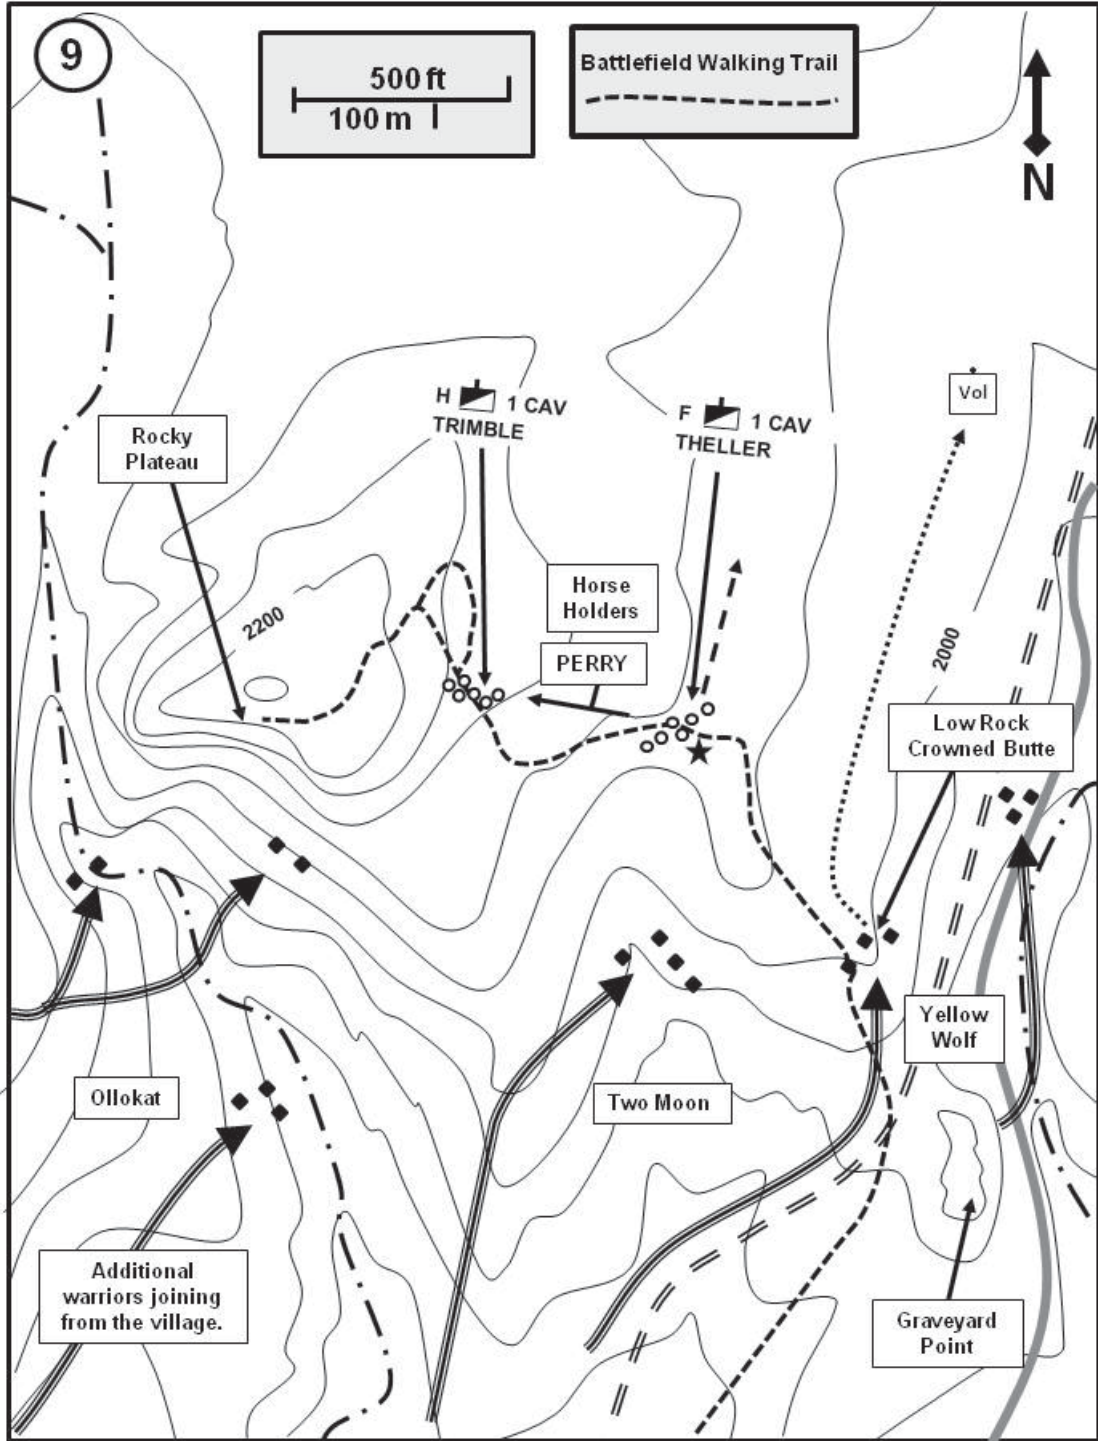 9
500 ft
100 m
Battlefield Walking Trail
N
H 1 CAV
TRIMBLE
F 1 CAV
THELLER
Vol
Rocky
Plateau
Horse
Holders
PERRY
2200
2000
Low Rock
Crowned Butte
Yellow
Wolf
Ollokat
Two Moon
Additional
warriors joining
from the village.
Graveyard
Point